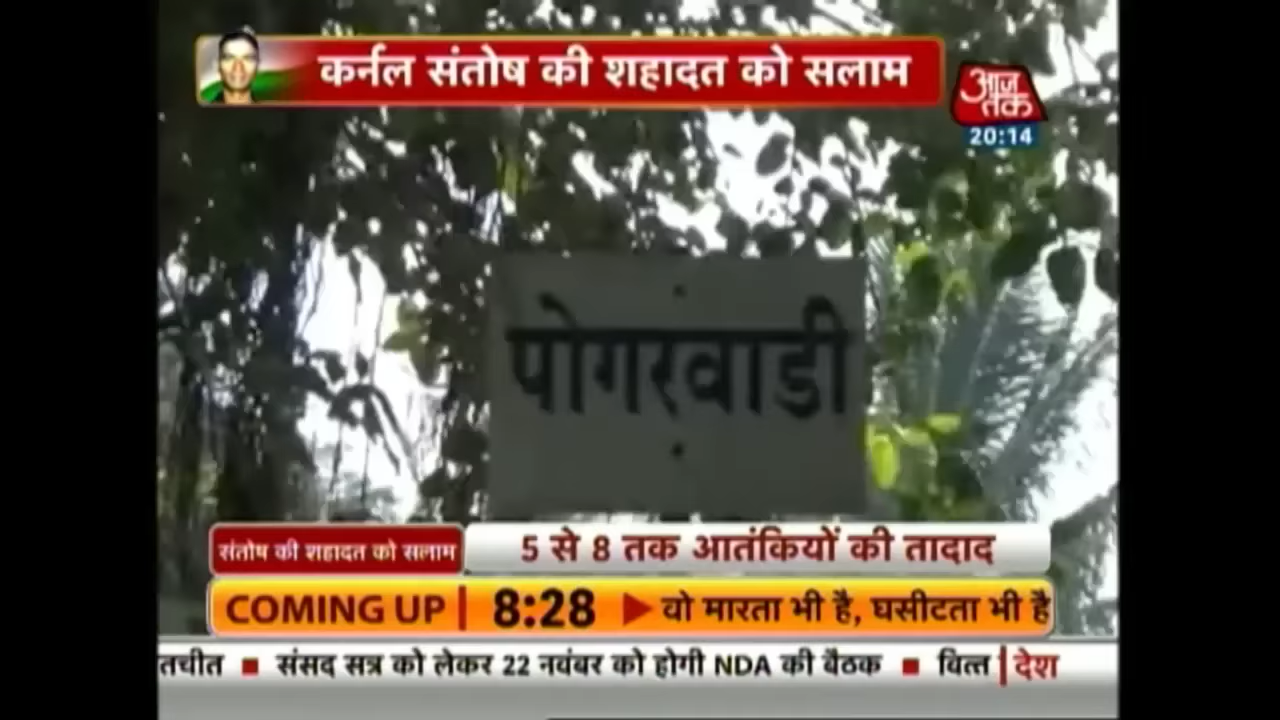 कर्नल संतोष की शहादत को सलाम
आज तक
20:14
पोगरवाडी
संतोष की शहादत को सलाम
5 से 8 तक आतंकियों की तादाद
COMING UP 8:28 वो मारता भी है, घसीटता भी है
तचीत ■ संसद सत्र को लेकर 22 नवंबर को होगी NDA की बैठक ■ वित्त देश